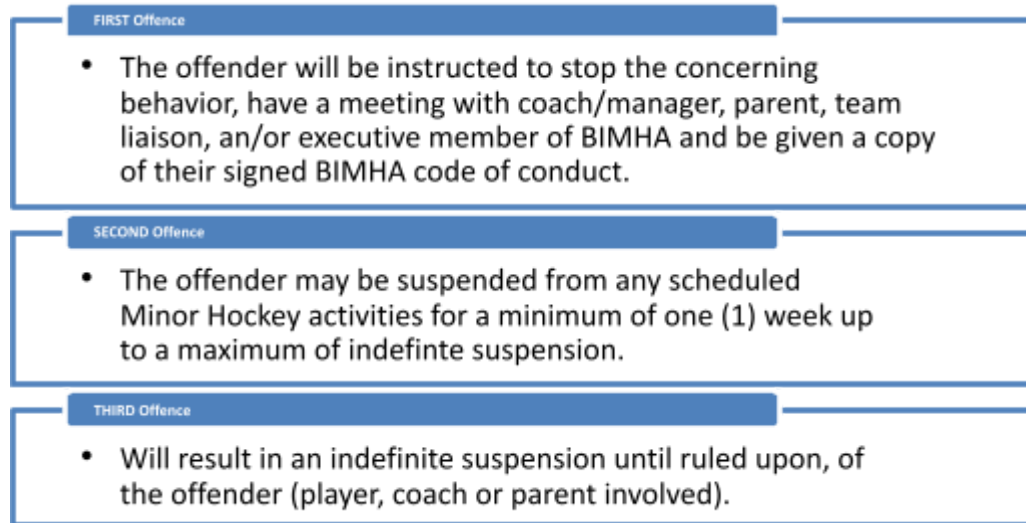 FIRST Offence
• The offender will be instructed to stop the concerning
behavior, have a meeting with coach/manager, parent, team
liaison, an/or executive member of BIMHA and be given a copy
of their signed BIMHA code of conduct.
SECOND Offence
• The offender may be suspended from any scheduled
Minor Hockey activities for a minimum of one (1) week up
to a maximum of indefinte suspension.
THIRD Offence
• Will result in an indefinite suspension until ruled upon, of
the offender (player, coach or parent involved).